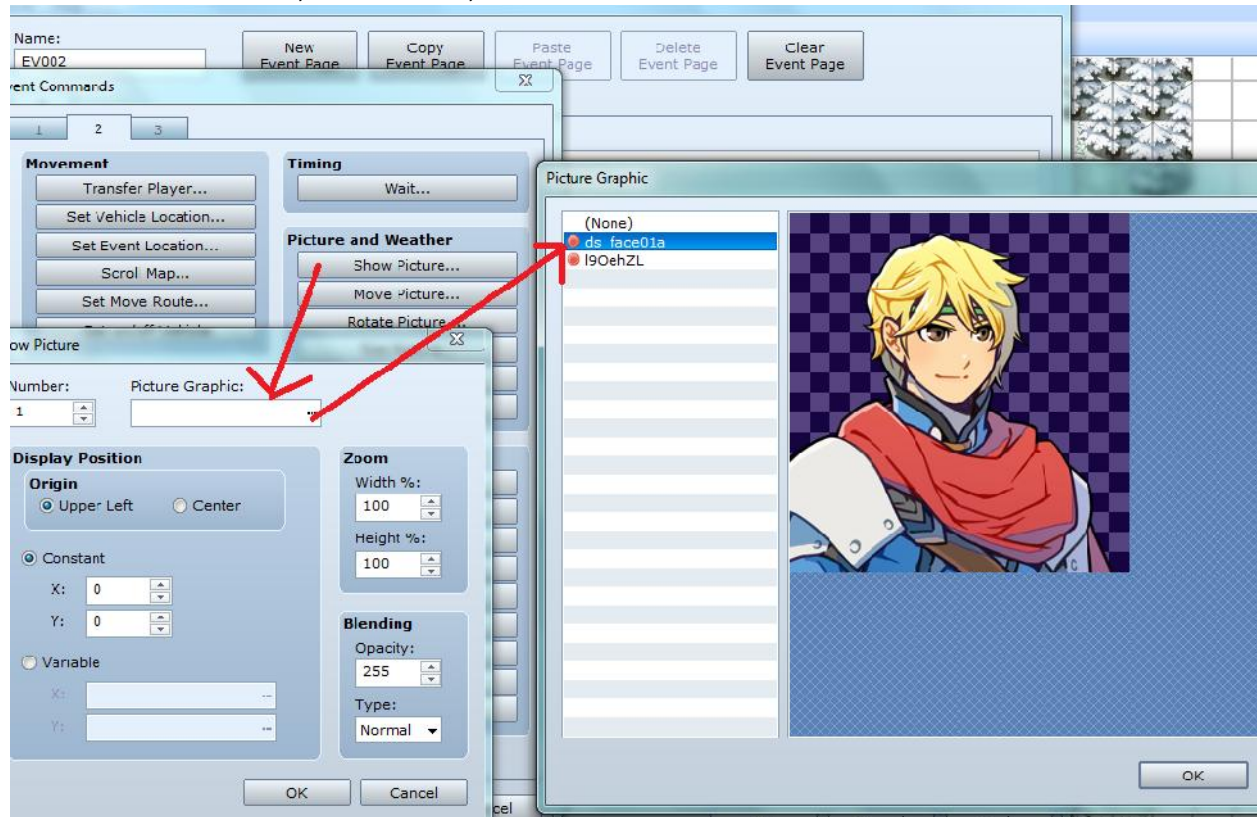 Name:
EV002
New
Event Page
Copy
Event Page
Paste
Event Page
Delete
Event Page
Clear
Event Page
ent Commands
1
2
3
Movement
Transfer Player...
Set Vehicle Location...
Set Event Location...
Scroll Map...
Set Move Route...
Timing
Wait...
Picture and Weather
Show Picture...
Move Picture...
Rotate Picture...
ow Picture
Number:
1
Picture Graphic:
...
Display Position
Origin
Upper Left
Center
Constant
X:
0
Y:
0
Variable
X:
...
Y:
...
Zoom
Width %:
100
Height %:
100
Blending
Opacity:
255
Type:
Normal
OK
Cancel
cel
Picture Graphic
(None)
ds_face01a
I9OehZL
OK